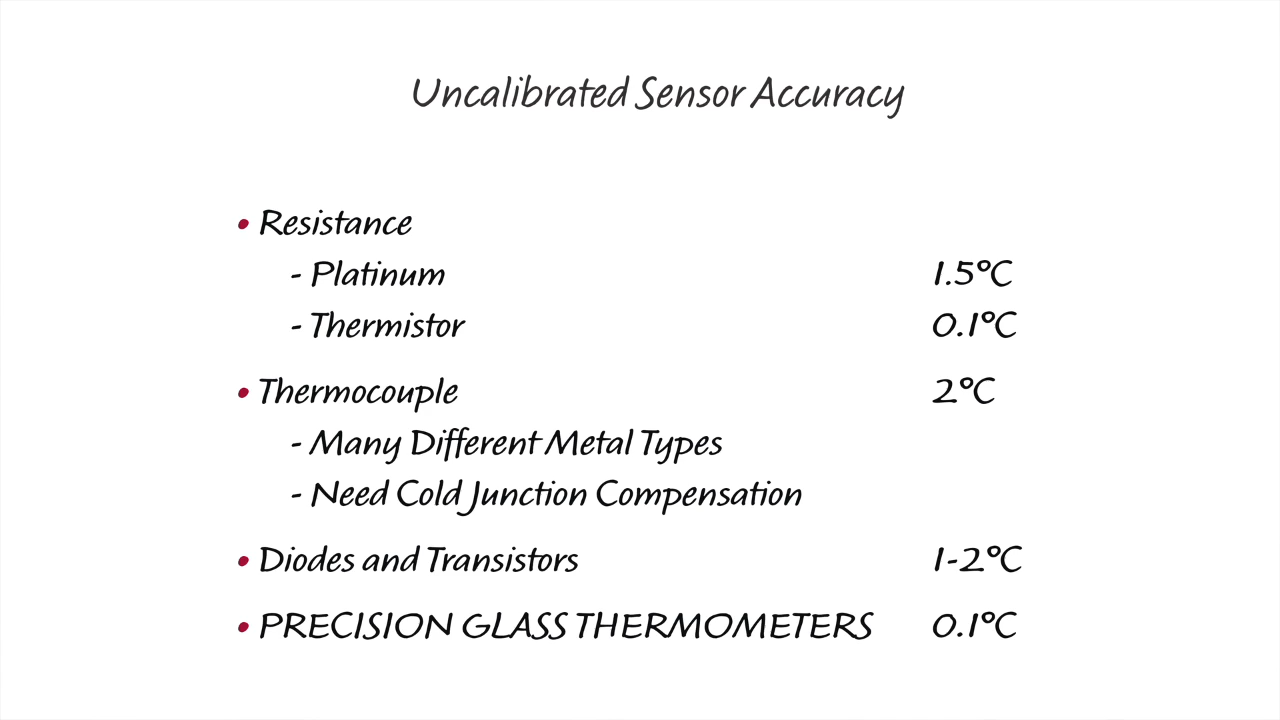 Uncalibrated Sensor Accuracy
• Resistance
- Platinum 1.5°C
- Thermistor 0.1°C
• Thermocouple 2°C
- Many Different Metal Types
- Need Cold Junction Compensation
• Diodes and Transistors 1-2°C
• PRECISION GLASS THERMOMETERS 0.1°C